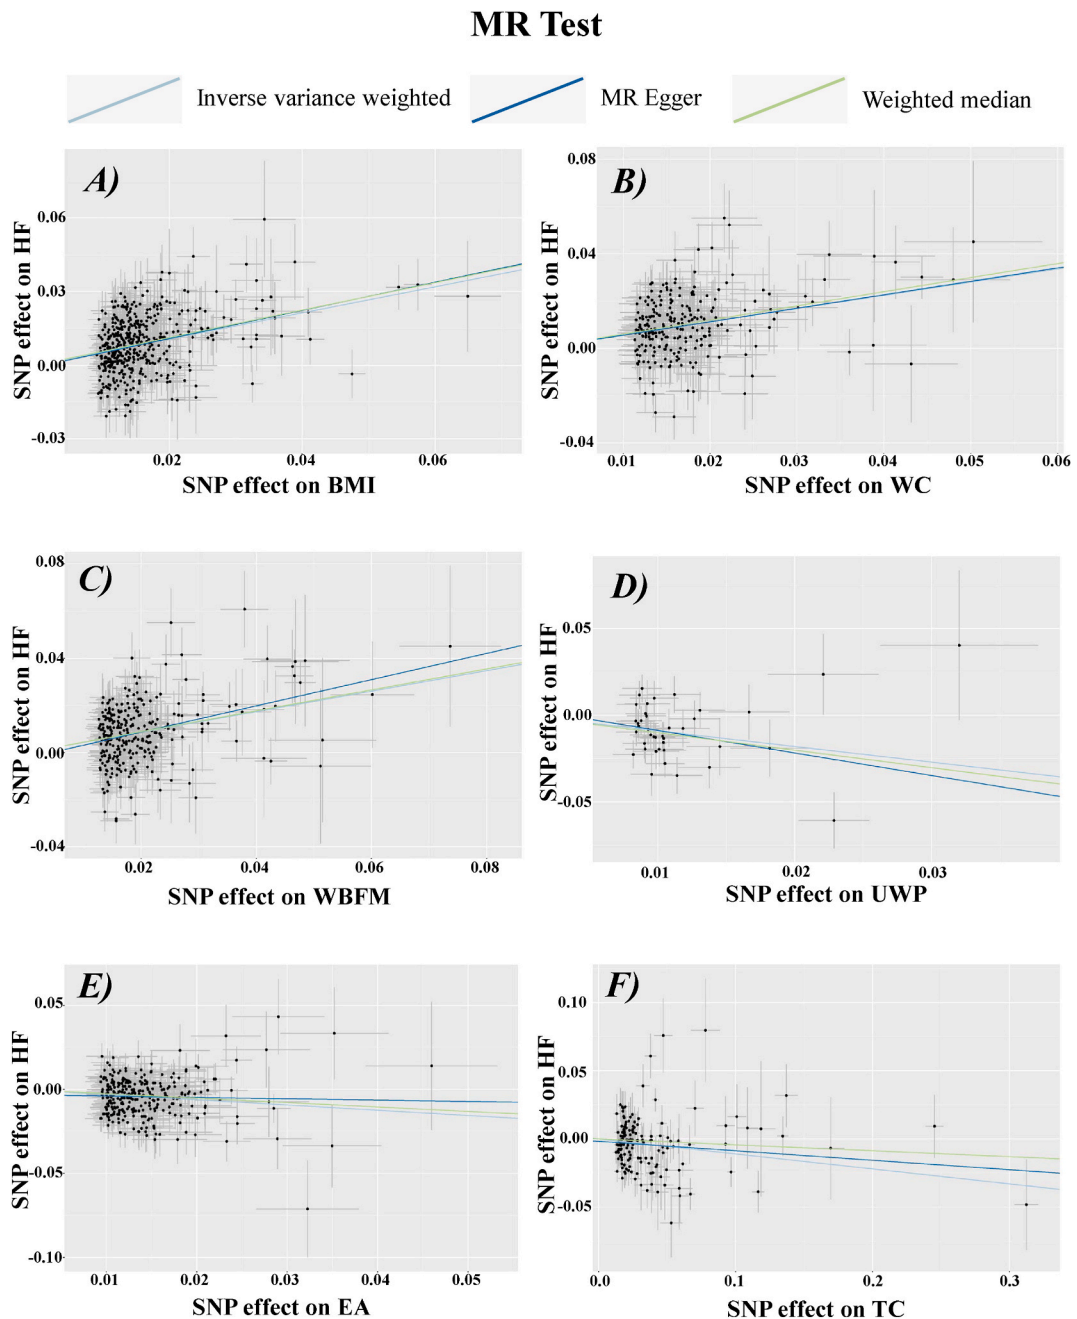 MR Test
Inverse variance weighted
MR Egger
Weighted median
A)
SNP effect on HF
0.06
0.03
0.00
-0.03
0.02
0.04
0.06
SNP effect on BMI
B)
SNP effect on HF
0.08
0.04
0.00
-0.04
0.01
0.02
0.03
0.04
0.05
0.06
SNP effect on WC
C)
SNP effect on HF
0.08
0.04
0.00
-0.04
0.02
0.04
0.06
0.08
SNP effect on WBFM
D)
SNP effect on HF
0.05
0.00
-0.05
0.01
0.02
0.03
SNP effect on UWP
E)
SNP effect on HF
0.05
0.00
-0.05
-0.10
0.01
0.02
0.03
0.04
0.05
SNP effect on EA
F)
SNP effect on HF
0.10
0.05
0.00
-0.05
0.0
0.1
0.2
0.3
SNP effect on TC